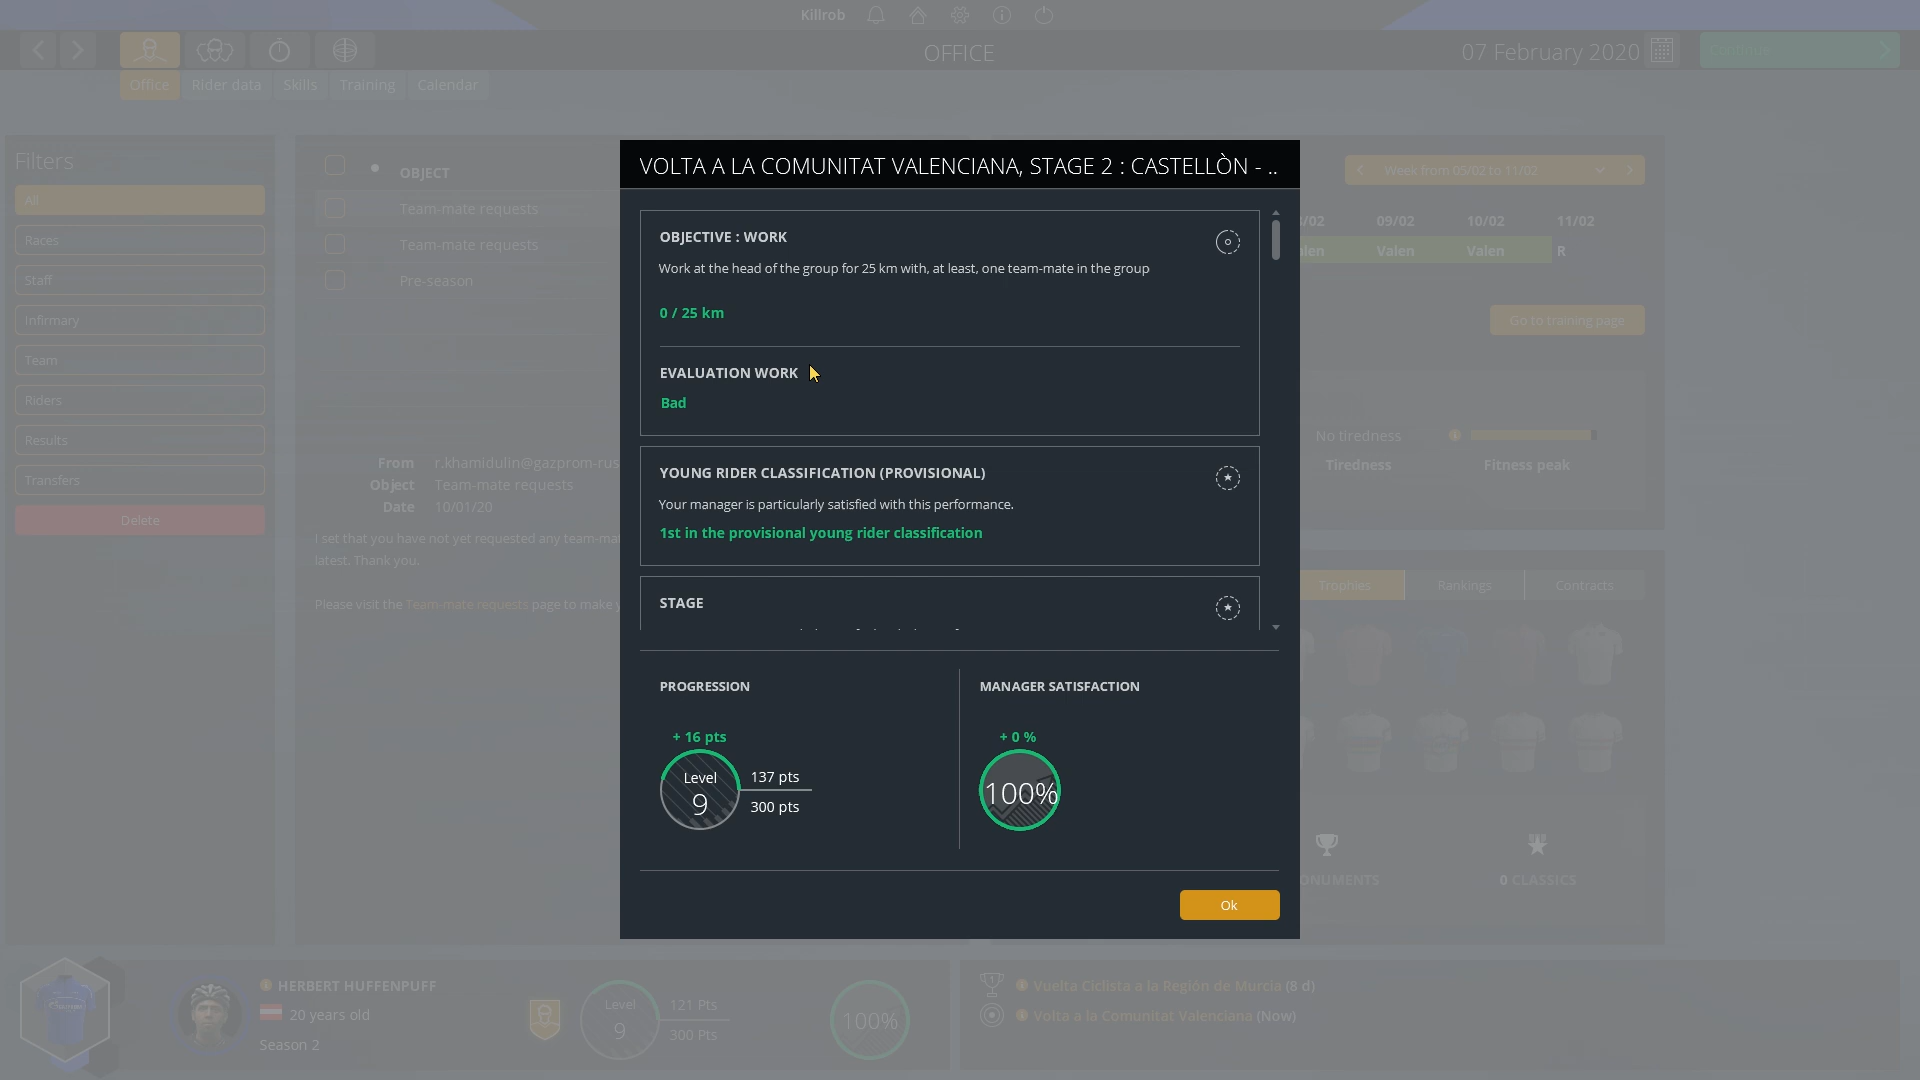 Killrob
OFFICE
07 February 2020
Continue
Office
Rider data
Skills
Training
Calendar
Filters
All
Races
Staff
Infirmary
Team
Riders
Results
Transfers
Delete
OBJECT
Team-mate requests
Team-mate requests
Pre-season
From r.khamidulin@gazprom-rus
Object Team-mate requests
Date 10/01/20
I set that you have not yet requested any team-mat
latest. Thank you.
Please visit the Team-mate requests page to make y
VOLTA A LA COMUNITAT VALENCIANA, STAGE 2 : CASTELLÒN - ..
OBJECTIVE : WORK
Work at the head of the group for 25 km with, at least, one team-mate in the group
0 / 25 km
EVALUATION WORK
Bad
YOUNG RIDER CLASSIFICATION (PROVISIONAL)
Your manager is particularly satisfied with this performance.
1st in the provisional young rider classification
STAGE
PROGRESSION
+ 16 pts
Level
9
137 pts
300 pts
MANAGER SATISFACTION
+ 0 %
100%
Ok
Week from 05/02 to 11/02
/02 09/02 10/02 11/02
alen Valen Valen R
Go to training page
No tiredness
Tiredness
Fitness peak
Trophies
Rankings
Contracts
ONUMENTS
0 CLASSICS
HERBERT HUFFENPUFF
20 years old
Season 2
Level
9
121 Pts
300 Pts
100%
Vuelta Ciclista a la Región de Murcia (8 d)
Volta a la Comunitat Valenciana (Now)